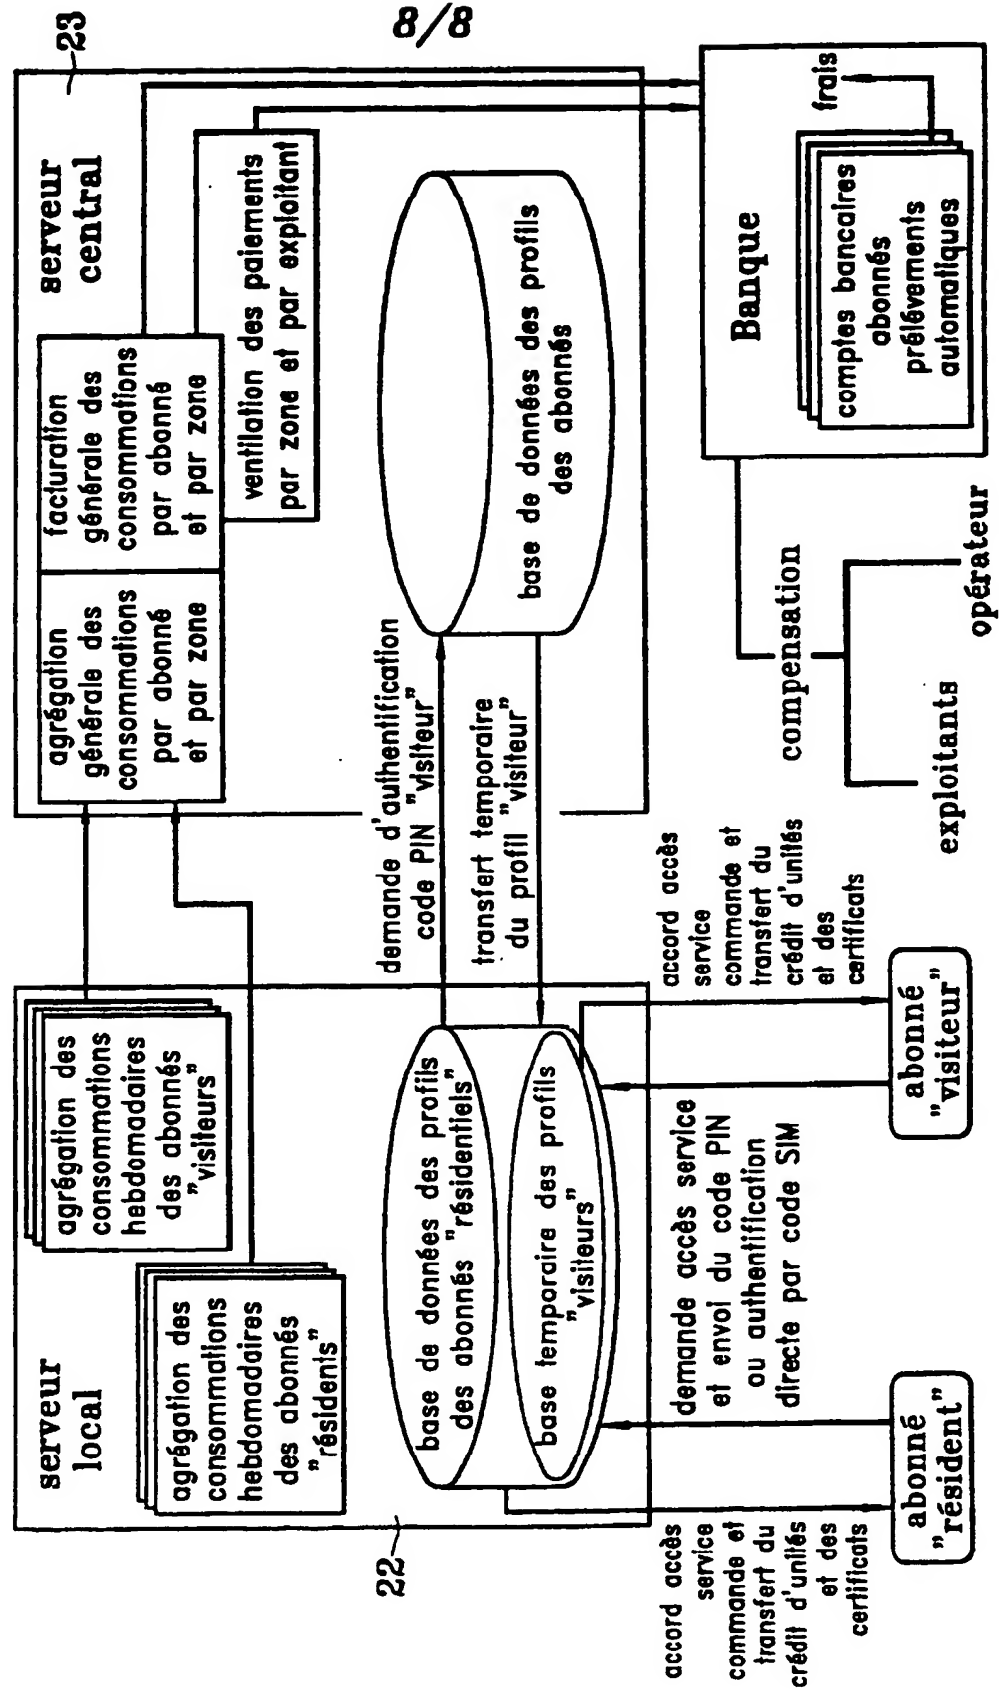 8/8
serveur
local
22
agrégation des
consommations
hebdomadaires
des abonnés
"résidents"
agrégation des
consommations
hebdomadaires
des abonnés
"visiteurs"
base de données des profils
des abonnés "résidentiels"
base temporaire des profils
"visiteurs"
demande d'authentification
code PIN "visiteur"
transfert temporaire
du profil "visiteur"
serveur
central
23
agrégation
générale des
consommations
par abonné
et par zone
facturation
générale des
consommations
par abonné
et par zone
ventilation des paiements
par zone et par exploitant
base de données des profils
des abonnés
accord accès
service
commande et
transfert du
crédit d'unités
et des
certificats
abonné
"résident"
demande accès service
et envoi du code PIN
ou authentification
directe par code SIM
abonné
"visiteur"
accord accès
service
commande et
transfert du
crédit d'unités
et des
certificats
compensation
exploitants
opérateur
Banque
frais
comptes bancaires
abonnés
prélévements
automatiques